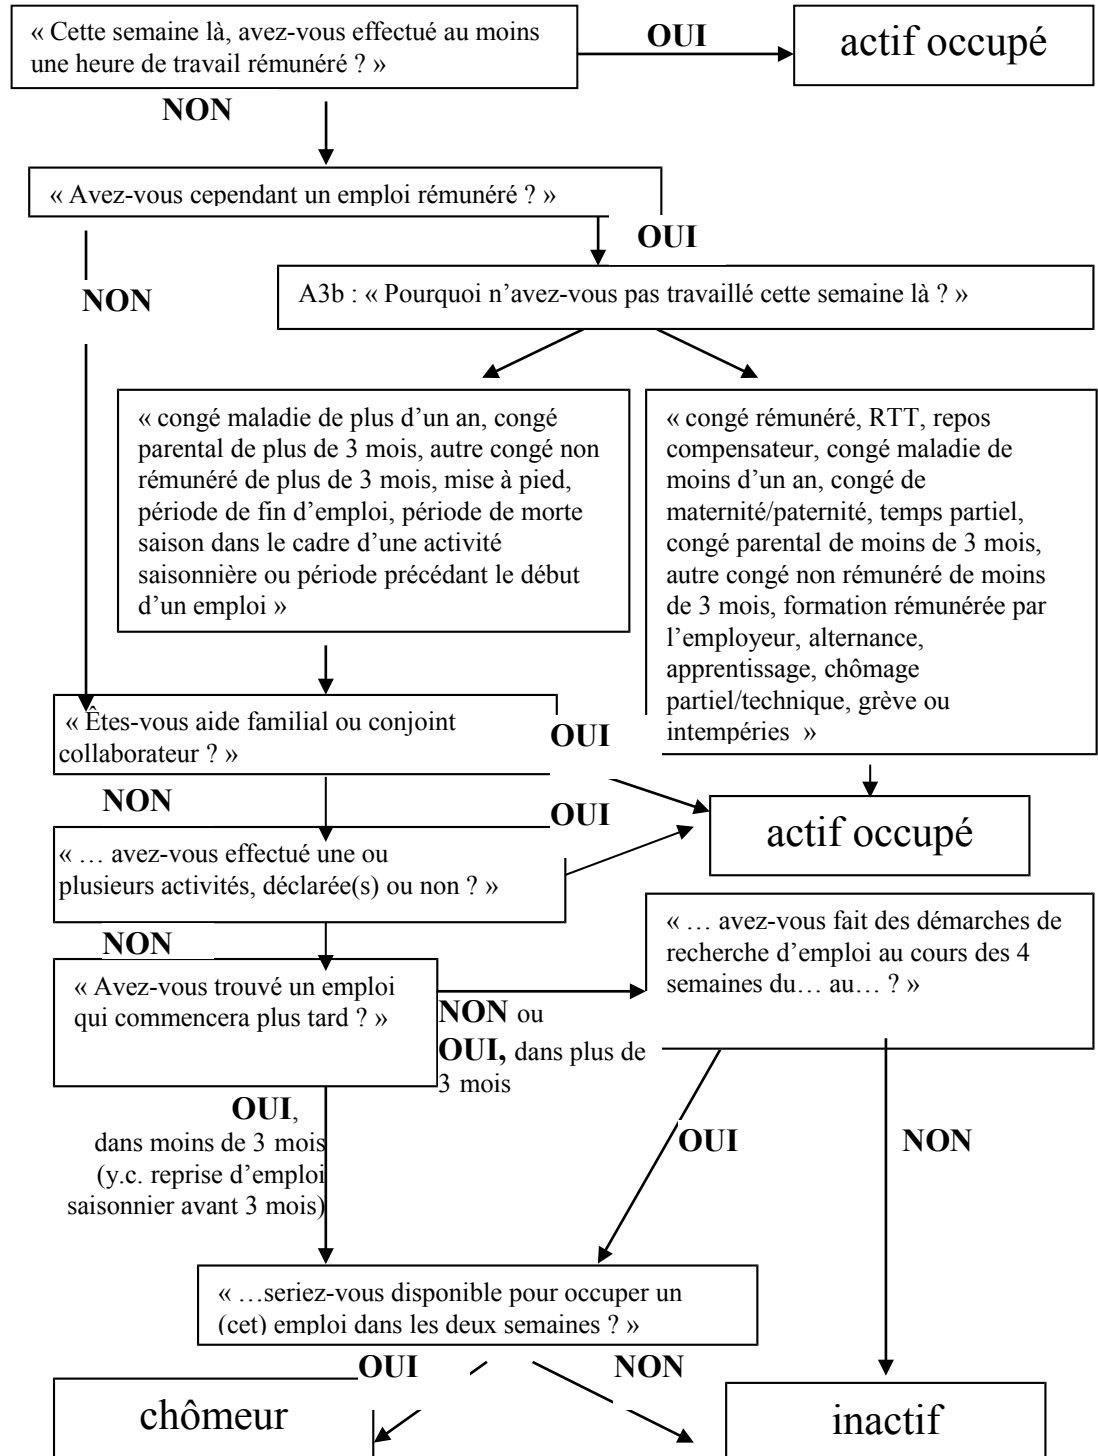 « Cette semaine là, avez-vous effectué au moins
une heure de travail rémunéré ? »
OUI
actif occupé
NON
« Avez-vous cependant un emploi rémunéré ? »
OUI
NON
A3b : « Pourquoi n’avez-vous pas travaillé cette semaine là ? »
« congé maladie de plus d’un an, congé
parental de plus de 3 mois, autre congé non
rémunéré de plus de 3 mois, mise à pied,
période de fin d’emploi, période de morte
saison dans le cadre d’une activité
saisonnière ou période précédant le début
d’un emploi »
« congé rémunéré, RTT, repos
compensateur, congé maladie de
moins d’un an, congé de
maternité/paternité, temps partiel,
congé parental de moins de 3 mois,
autre congé non rémunéré de moins
de 3 mois, formation rémunérée par
l’employeur, alternance,
apprentissage, chômage
partiel/technique, grève ou
intempéries »
« Êtes-vous aide familial ou conjoint
collaborateur ? »
OUI
NON
OUI
actif occupé
« … avez-vous effectué une ou
plusieurs activités, déclarée(s) ou non ? »
NON
« … avez-vous fait des démarches de
recherche d’emploi au cours des 4
semaines du… au… ? »
« Avez-vous trouvé un emploi
qui commencera plus tard ? »
NON ou
OUI, dans plus de
3 mois
OUI,
dans moins de 3 mois
(y.c. reprise d’emploi
saisonnier avant 3 mois)
OUI
NON
« …seriez-vous disponible pour occuper un
(cet) emploi dans les deux semaines ? »
OUI
NON
chômeur
inactif